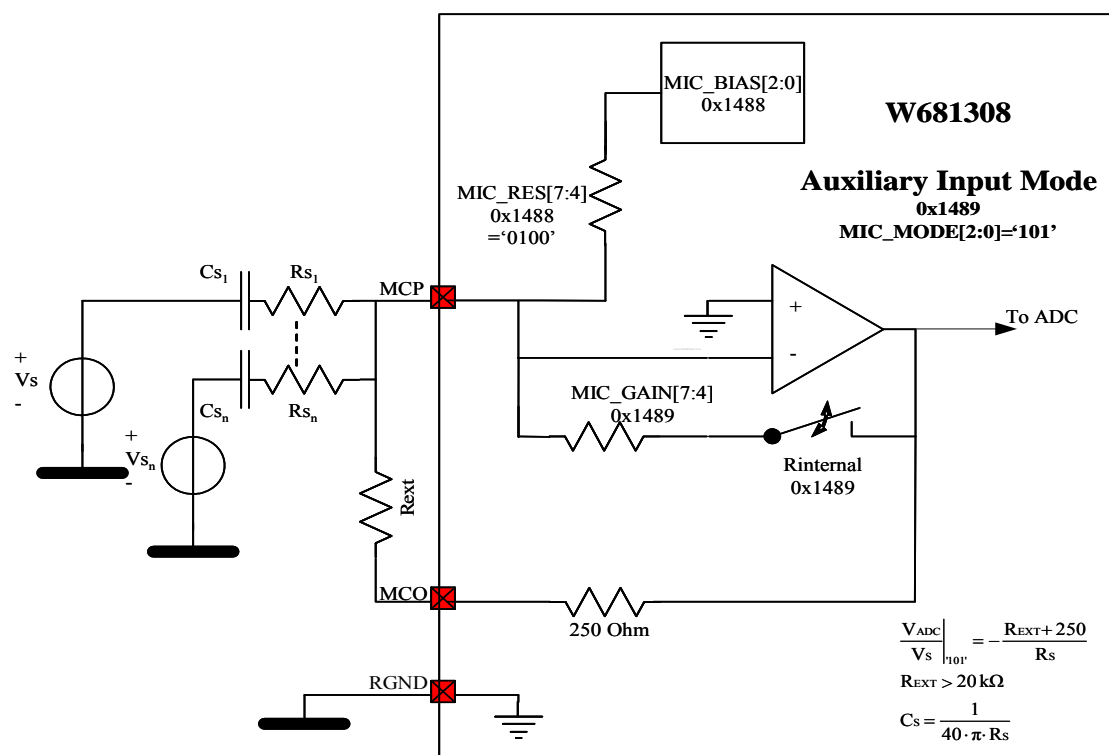 MIC_BIAS[2:0]
0x1488
W681308
Auxiliary Input Mode
0x1489
MIC_MODE[2:0]=‘101’
MIC_RES[7:4]
0x1488
=‘0100’
Cs1
Rs1
MCP
+
-
To ADC
+
Vs
-
Csn
Rsn
MIC_GAIN[7:4]
0x1489
+
Vsn
-
Rinternal
0x1489
Rext
MCO
250 Ohm
VADC/Vs|'101' = -(REXT+250)/Rs
REXT > 20 kΩ
Cs = 1/(40·π·Rs)
RGND